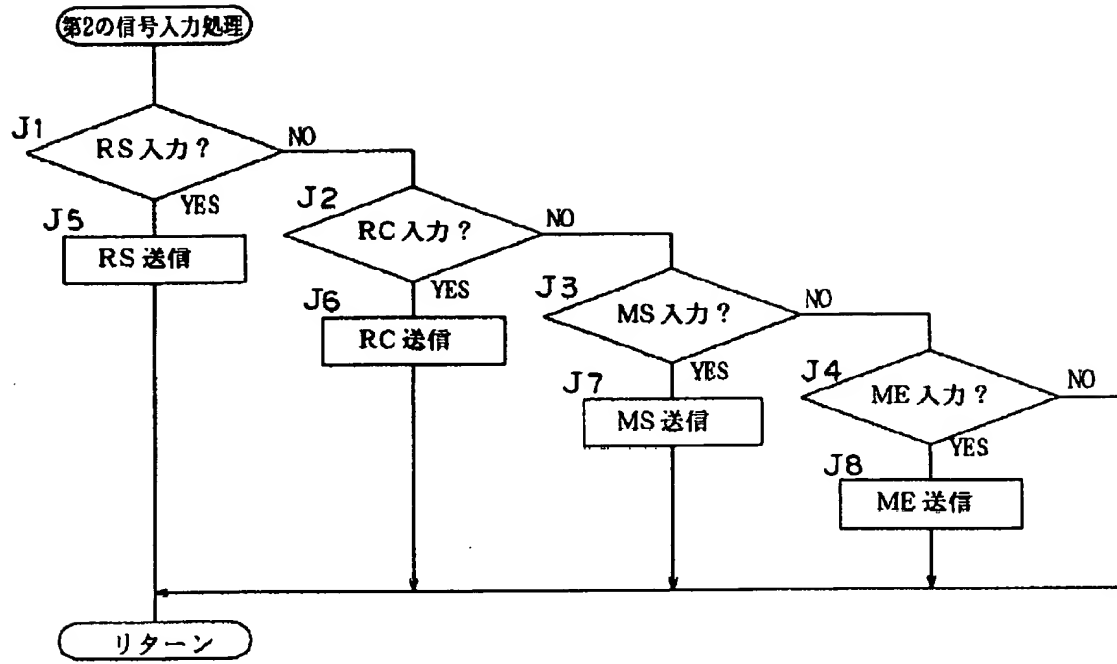 第2の信号入力処理
J1
RS入力?
NO
YES
J5
RS送信
J2
RC入力?
NO
YES
J6
RC送信
J3
MS入力?
NO
YES
J7
MS送信
J4
ME入力?
NO
YES
J8
ME送信
リターン